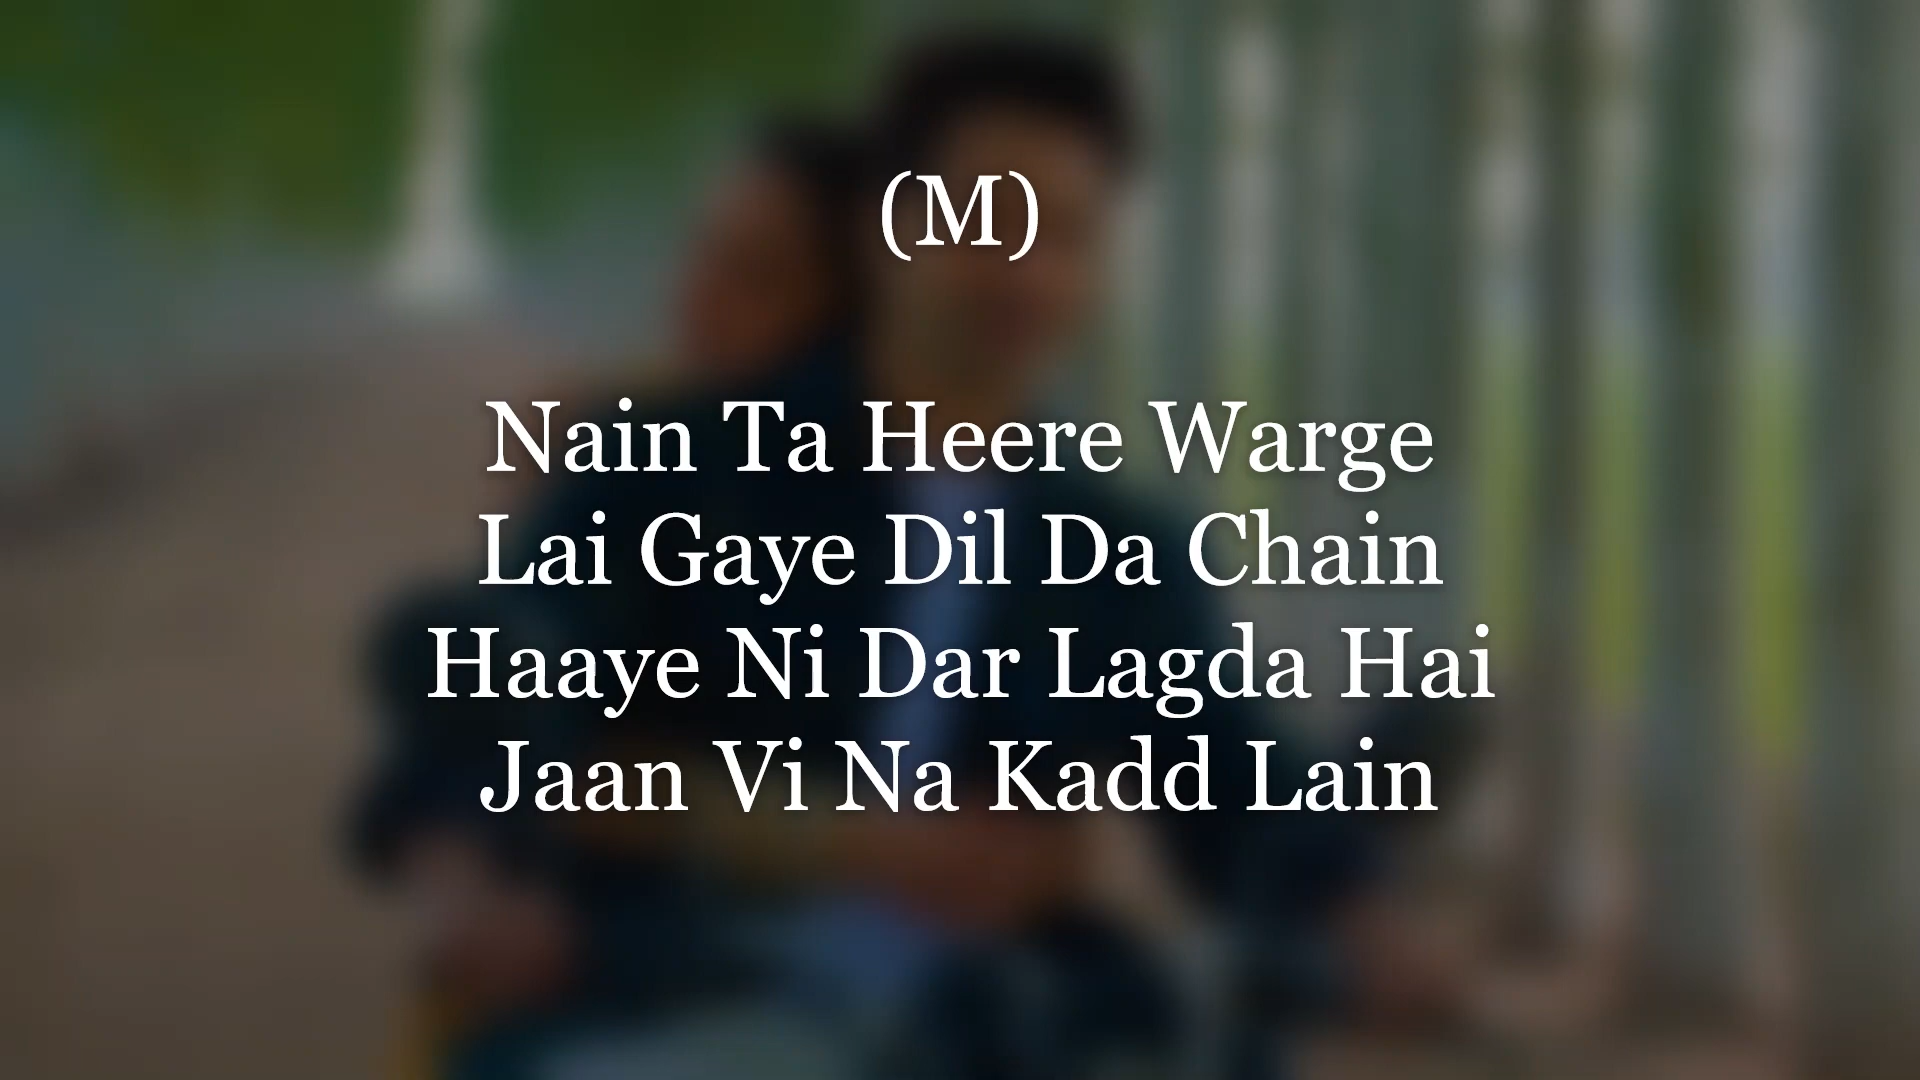 (M)
Nain Ta Heere Warge
Lai Gaye Dil Da Chain
Haaye Ni Dar Lagda Hai
Jaan Vi Na Kadd Lain